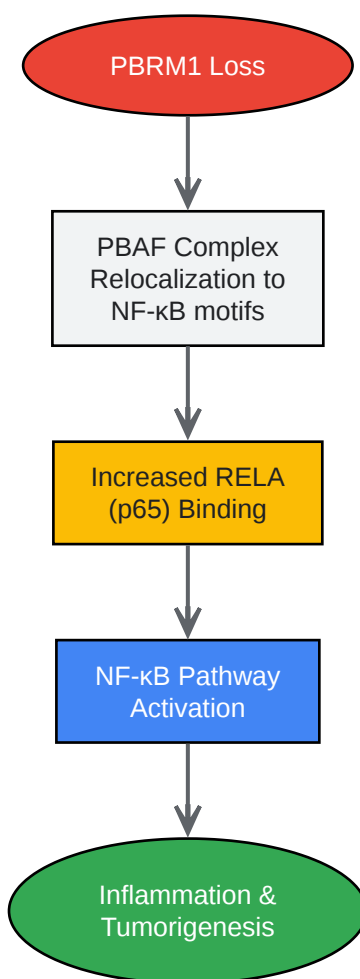 PBRM1 Loss
PBAF Complex
Relocalization to
NF-κB motifs
Increased RELA
(p65) Binding
NF-κB Pathway
Activation
Inflammation &
Tumorigenesis